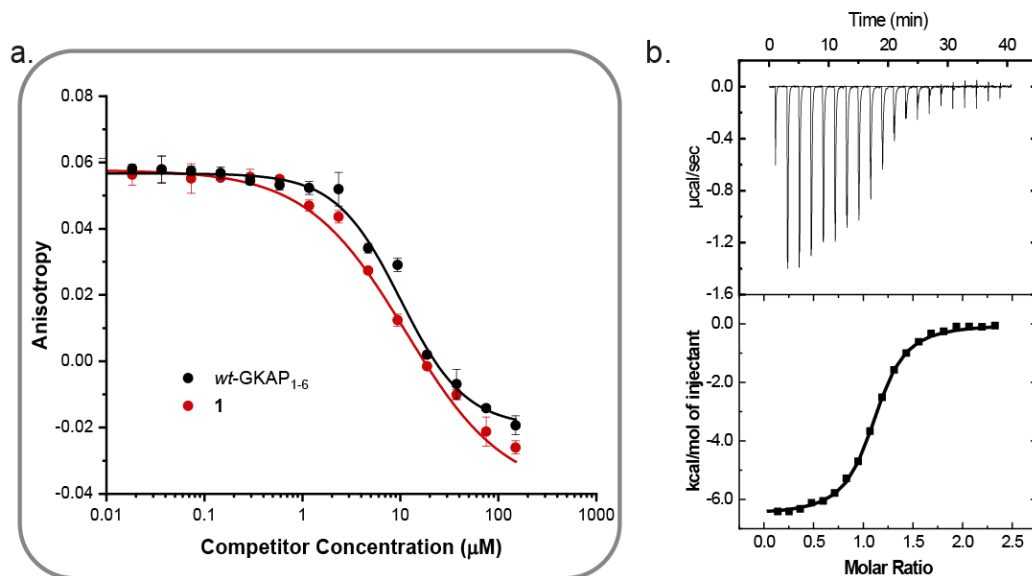 a.
0.08
0.06
0.04
0.02
0.00
-0.02
-0.04
Anisotropy
wt-GKAP1-6
1
0.01 0.1 1 10 100 1000
Competitor Concentration (μM)
b.
Time (min)
0 10 20 30 40
0.0
-0.4
-0.8
-1.2
-1.6
μcal/sec
0.0
-2.0
-4.0
-6.0
kcal/mol of injectant
0.0 0.5 1.0 1.5 2.0 2.5
Molar Ratio